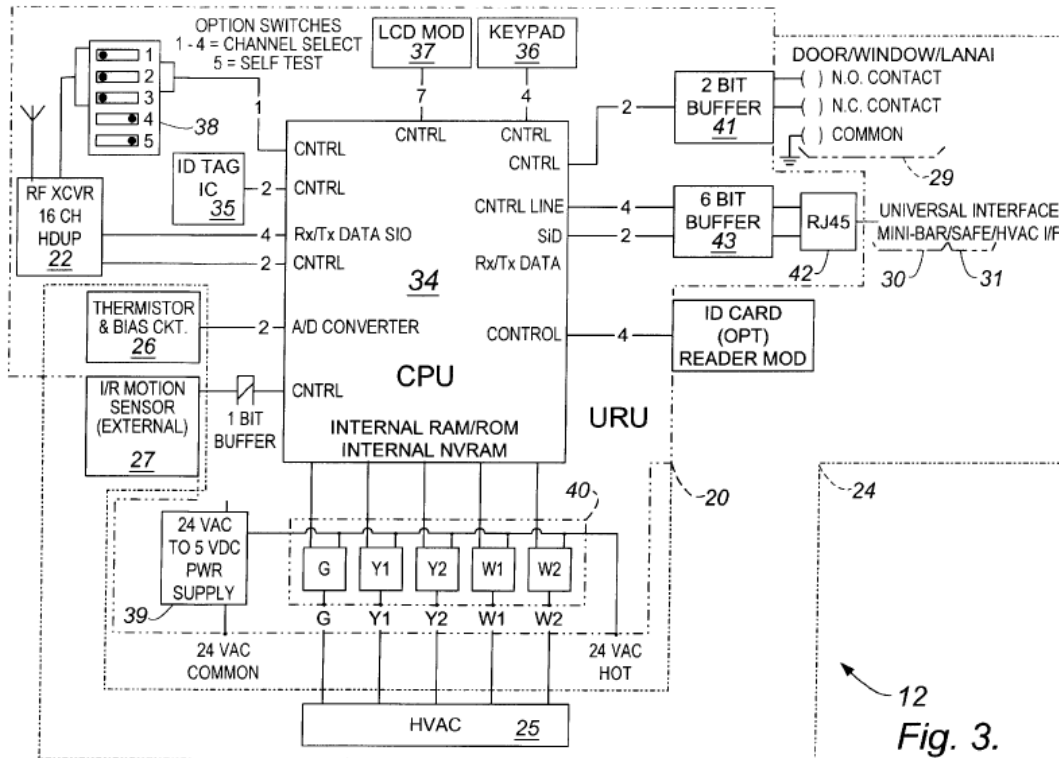 OPTION SWITCHES
1 - 4 = CHANNEL SELECT
5 = SELF TEST
1
2
3
4
5
38
LCD MOD
37
KEYPAD
36
7
4
DOOR/WINDOW/LANAI
( ) N.O. CONTACT
( ) N.C. CONTACT
( ) COMMON
29
2 BIT
BUFFER
41
2
1
CNTRL
CNTRL
CNTRL
CNTRL
ID TAG
IC
35
2
CNTRL
RF XCVR
16 CH
HDUP
22
4
Rx/Tx DATA SIO
2
CNTRL
CNTRL LINE
4
SiD
2
Rx/Tx DATA
6 BIT
BUFFER
43
RJ45
42
UNIVERSAL INTERFACE
MINI-BAR/SAFE/HVAC I/F
30
31
34
THERMISTOR
& BIAS CKT.
26
2
A/D CONVERTER
CONTROL
4
ID CARD
(OPT)
READER MOD
CPU
I/R MOTION
SENSOR
(EXTERNAL)
27
1 BIT
BUFFER
CNTRL
INTERNAL RAM/ROM
INTERNAL NVRAM
URU
20
24
40
24 VAC
TO 5 VDC
PWR
SUPPLY
39
G
Y1
Y2
W1
W2
G
Y1
Y2
W1
W2
24 VAC
COMMON
24 VAC
HOT
HVAC
25
12
Fig. 3.